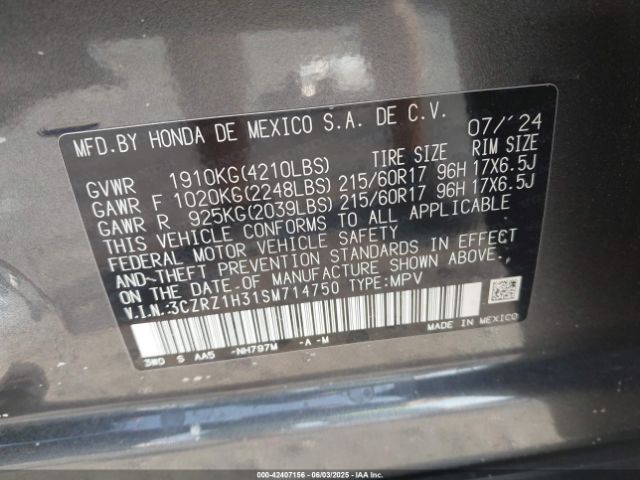 MFD.BY HONDA DE MEXICO S.A. DE C.V. 07/'24
TIRE SIZE RIM SIZE
GVWR 1910KG(4210LBS)
GAWR F 1020KG(2248LBS) 215/60R17 96H 17X6.5J
GAWR R 925KG(2039LBS) 215/60R17 96H 17X6.5J
THIS VEHICLE CONFORMS TO ALL APPLICABLE
FEDERAL MOTOR VEHICLE SAFETY
AND-THEFT PREVENTION STANDARDS IN EFFECT
ON THE DATE OF MANUFACTURE SHOWN ABOVE.
V.I.N.:3CZRZ1H31SM714750 TYPE:MPV
MADE IN MEXICO
3W0 S AA5 -NH797M -A -M
000-42407156 - 06/03/2025 - IAAI Inc.